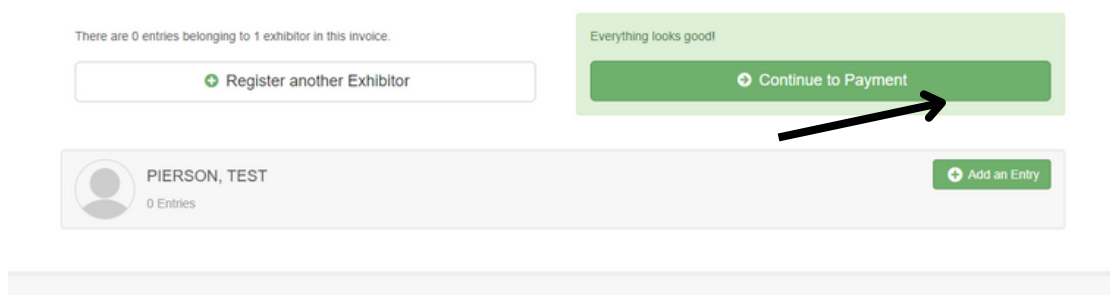 There are 0 entries belonging to 1 exhibitor in this invoice.
Register another Exhibitor
Everything looks good!
Continue to Payment
PIERSON, TEST
0 Entries
Add an Entry